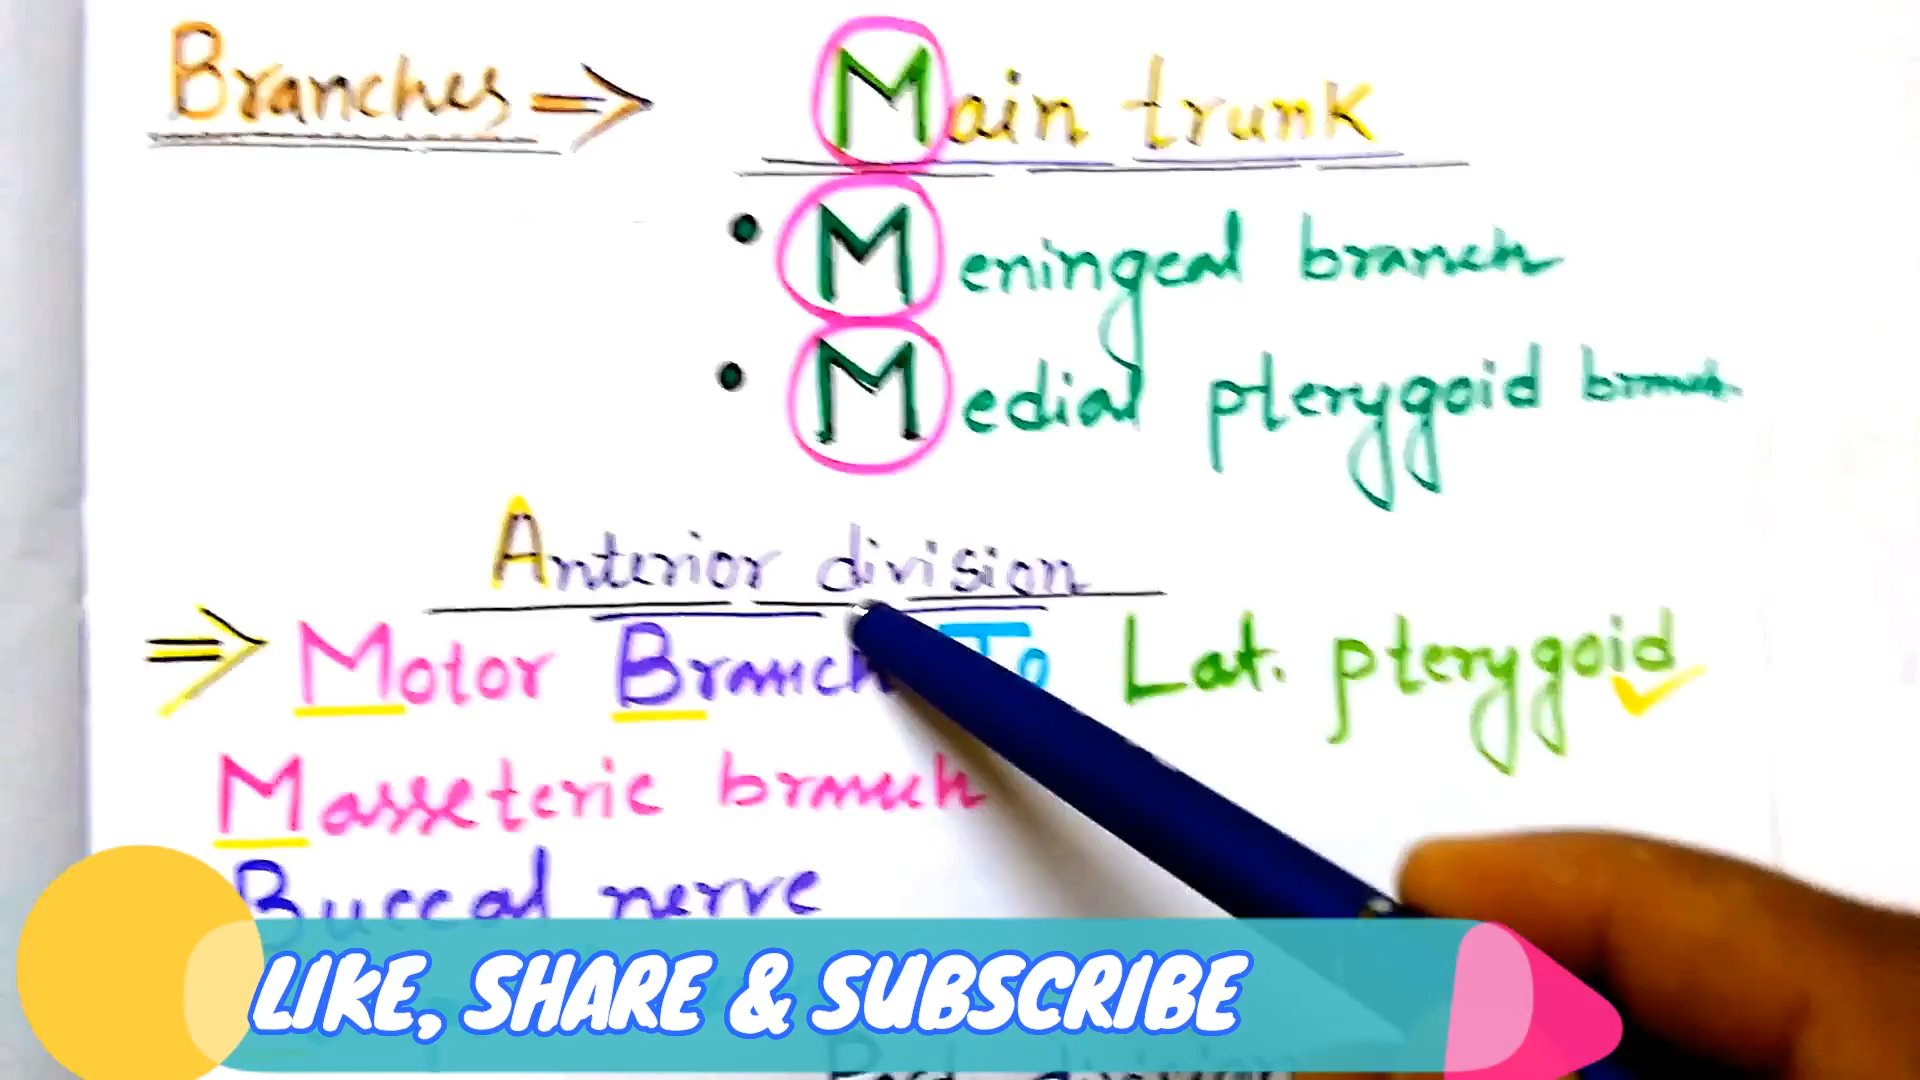 Branches ⇒ Main trunk
• Meningeal branch
• Medial pterygoid branch
Anterior division
⇒ Motor Branch To Lat. pterygoid
Masseteric branch
Buccal nerve
LIKE, SHARE & SUBSCRIBE
division